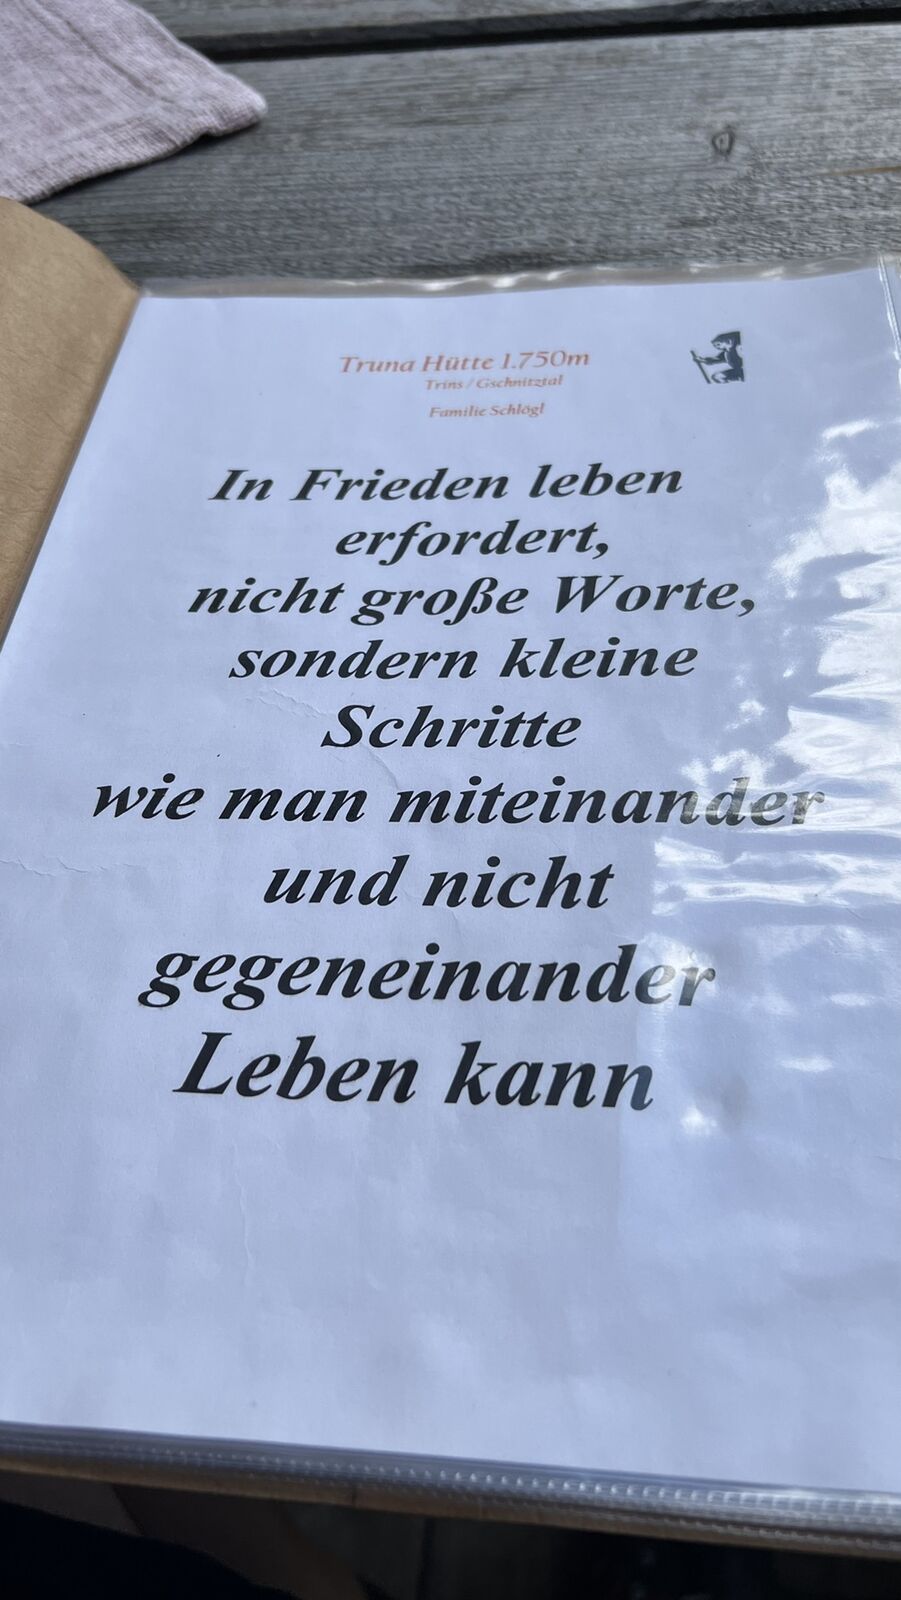 Truna Hütte 1.750m
Trins / Gschnitztal
Familie Schlögl
In Frieden leben
erfordert,
nicht große Worte,
sondern kleine
Schritte
wie man miteinander
und nicht
gegeneinander
Leben kann